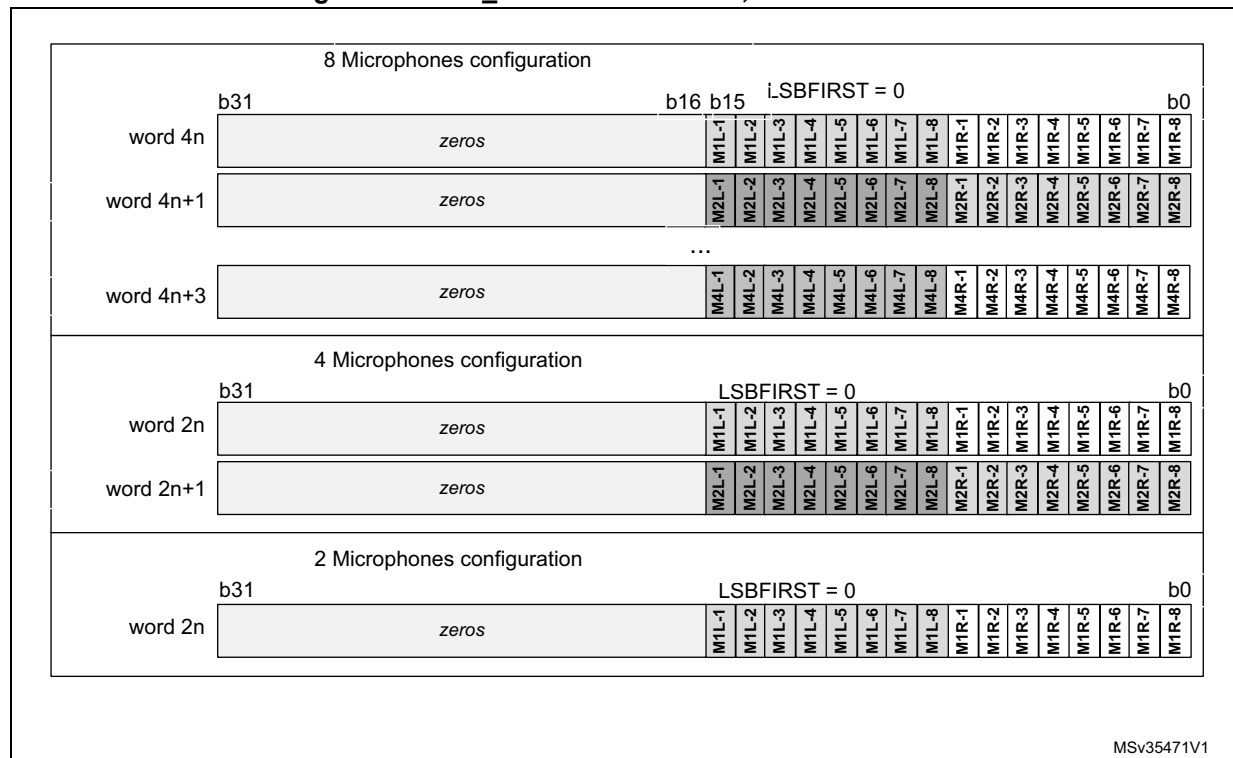 8 Microphones configuration
LSBFIRST = 0
b31 b16 b15 b0
word 4n zeros M1L-1 M1L-2 M1L-3 M1L-4 M1L-5 M1L-6 M1L-7 M1L-8 M1R-1 M1R-2 M1R-3 M1R-4 M1R-5 M1R-6 M1R-7 M1R-8
word 4n+1 zeros M2L-1 M2L-2 M2L-3 M2L-4 M2L-5 M2L-6 M2L-7 M2L-8 M2R-1 M2R-2 M2R-3 M2R-4 M2R-5 M2R-6 M2R-7 M2R-8
...
word 4n+3 zeros M4L-1 M4L-2 M4L-3 M4L-4 M4L-5 M4L-6 M4L-7 M4L-8 M4R-1 M4R-2 M4R-3 M4R-4 M4R-5 M4R-6 M4R-7 M4R-8
4 Microphones configuration
b31 LSBFIRST = 0 b0
word 2n zeros M1L-1 M1L-2 M1L-3 M1L-4 M1L-5 M1L-6 M1L-7 M1L-8 M1R-1 M1R-2 M1R-3 M1R-4 M1R-5 M1R-6 M1R-7 M1R-8
word 2n+1 zeros M2L-1 M2L-2 M2L-3 M2L-4 M2L-5 M2L-6 M2L-7 M2L-8 M2R-1 M2R-2 M2R-3 M2R-4 M2R-5 M2R-6 M2R-7 M2R-8
2 Microphones configuration
b31 LSBFIRST = 0 b0
word 2n zeros M1L-1 M1L-2 M1L-3 M1L-4 M1L-5 M1L-6 M1L-7 M1L-8 M1R-1 M1R-2 M1R-3 M1R-4 M1R-5 M1R-6 M1R-7 M1R-8
MSv35471V1